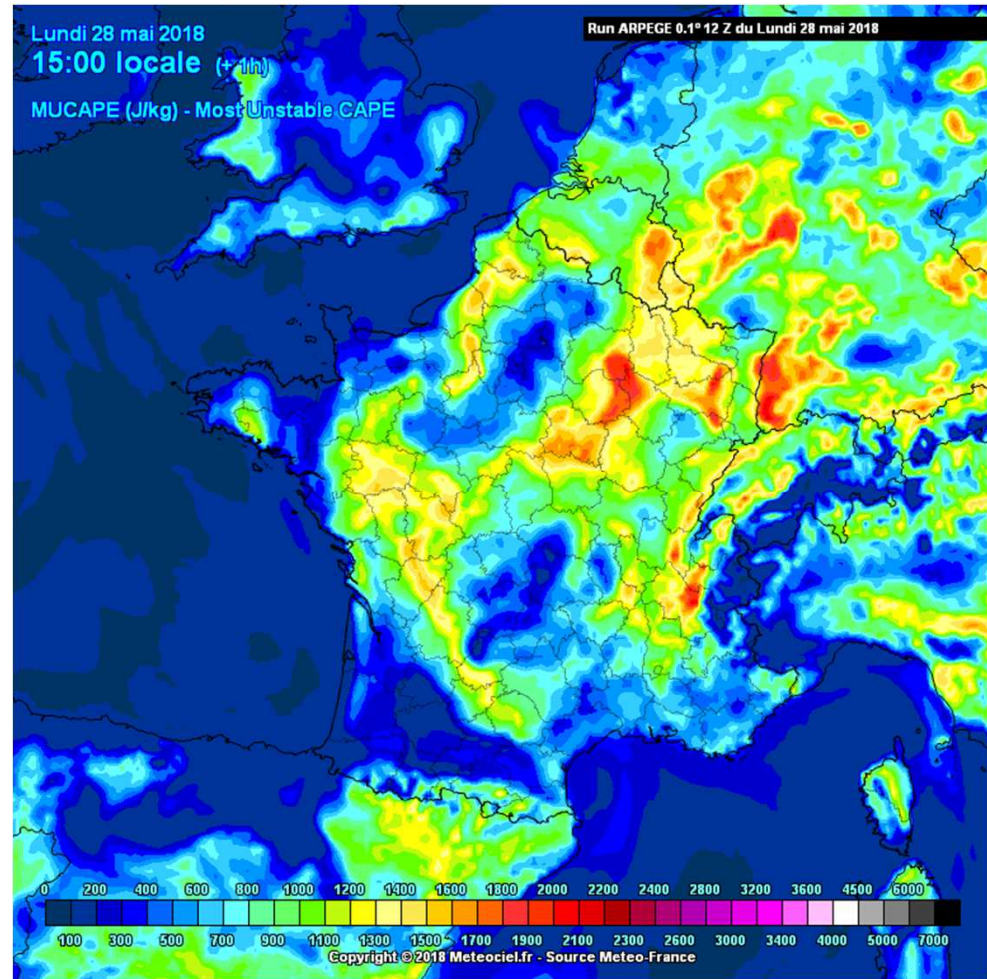 Lundi 28 mai 2018
Run ARPEGE 0.1° 12 Z du Lundi 28 mai 2018
15:00 locale (+ 1h)
MUCAPE (J/kg) - Most Unstable CAPE
0 200 400 600 800 1000 1200 1400 1600 1800 2000 2200 2400 2800 3200 3600 4500 6000
100 300 500 700 900 1100 1300 1500 1700 1900 2100 2300 2600 3000 3400 4000 5000 7000
Copyright © 2018 Meteociel.fr - Source Meteo-France